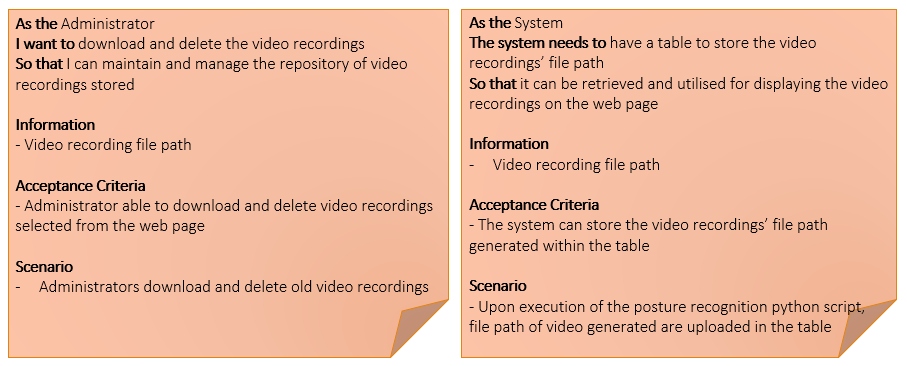 As the Administrator
I want to download and delete the video recordings
So that I can maintain and manage the repository of video
recordings stored
Information
- Video recording file path
Acceptance Criteria
- Administrator able to download and delete video recordings
selected from the web page
Scenario
- Administrators download and delete old video recordings
As the System
The system needs to have a table to store the video
recordings’ file path
So that it can be retrieved and utilised for displaying the video
recordings on the web page
Information
- Video recording file path
Acceptance Criteria
- The system can store the video recordings’ file path
generated within the table
Scenario
- Upon execution of the posture recognition python script,
file path of video generated are uploaded in the table